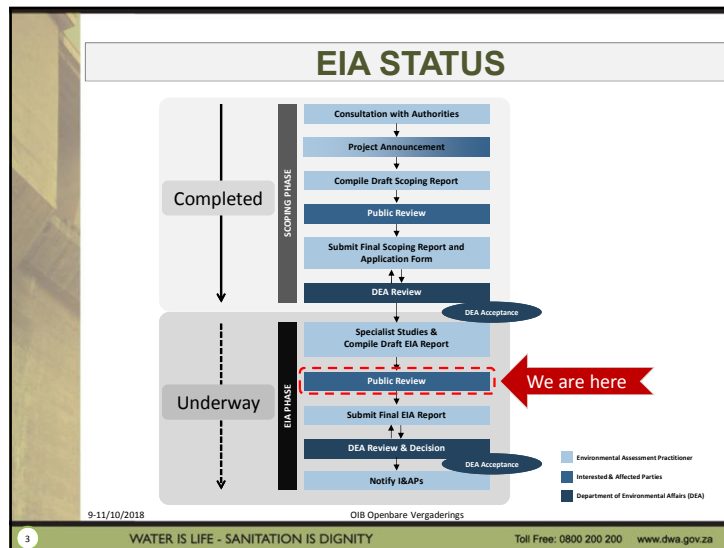 EIA STATUS
Completed
SCOPING PHASE
Consultation with Authorities
Project Announcement
Compile Draft Scoping Report
Public Review
Submit Final Scoping Report and
Application Form
DEA Review
DEA Acceptance
Underway
EIA PHASE
Specialist Studies &
Compile Draft EIA Report
Public Review
We are here
Submit Final EIA Report
DEA Review & Decision
DEA Acceptance
Notify I&APs
Environmental Assessment Practitioner
Interested & Affected Parties
Department of Environmental Affairs (DEA)
9-11/10/2018
OIB Openbare Vergaderings
3
WATER IS LIFE - SANITATION IS DIGNITY
Toll Free: 0800 200 200 www.dwa.gov.za